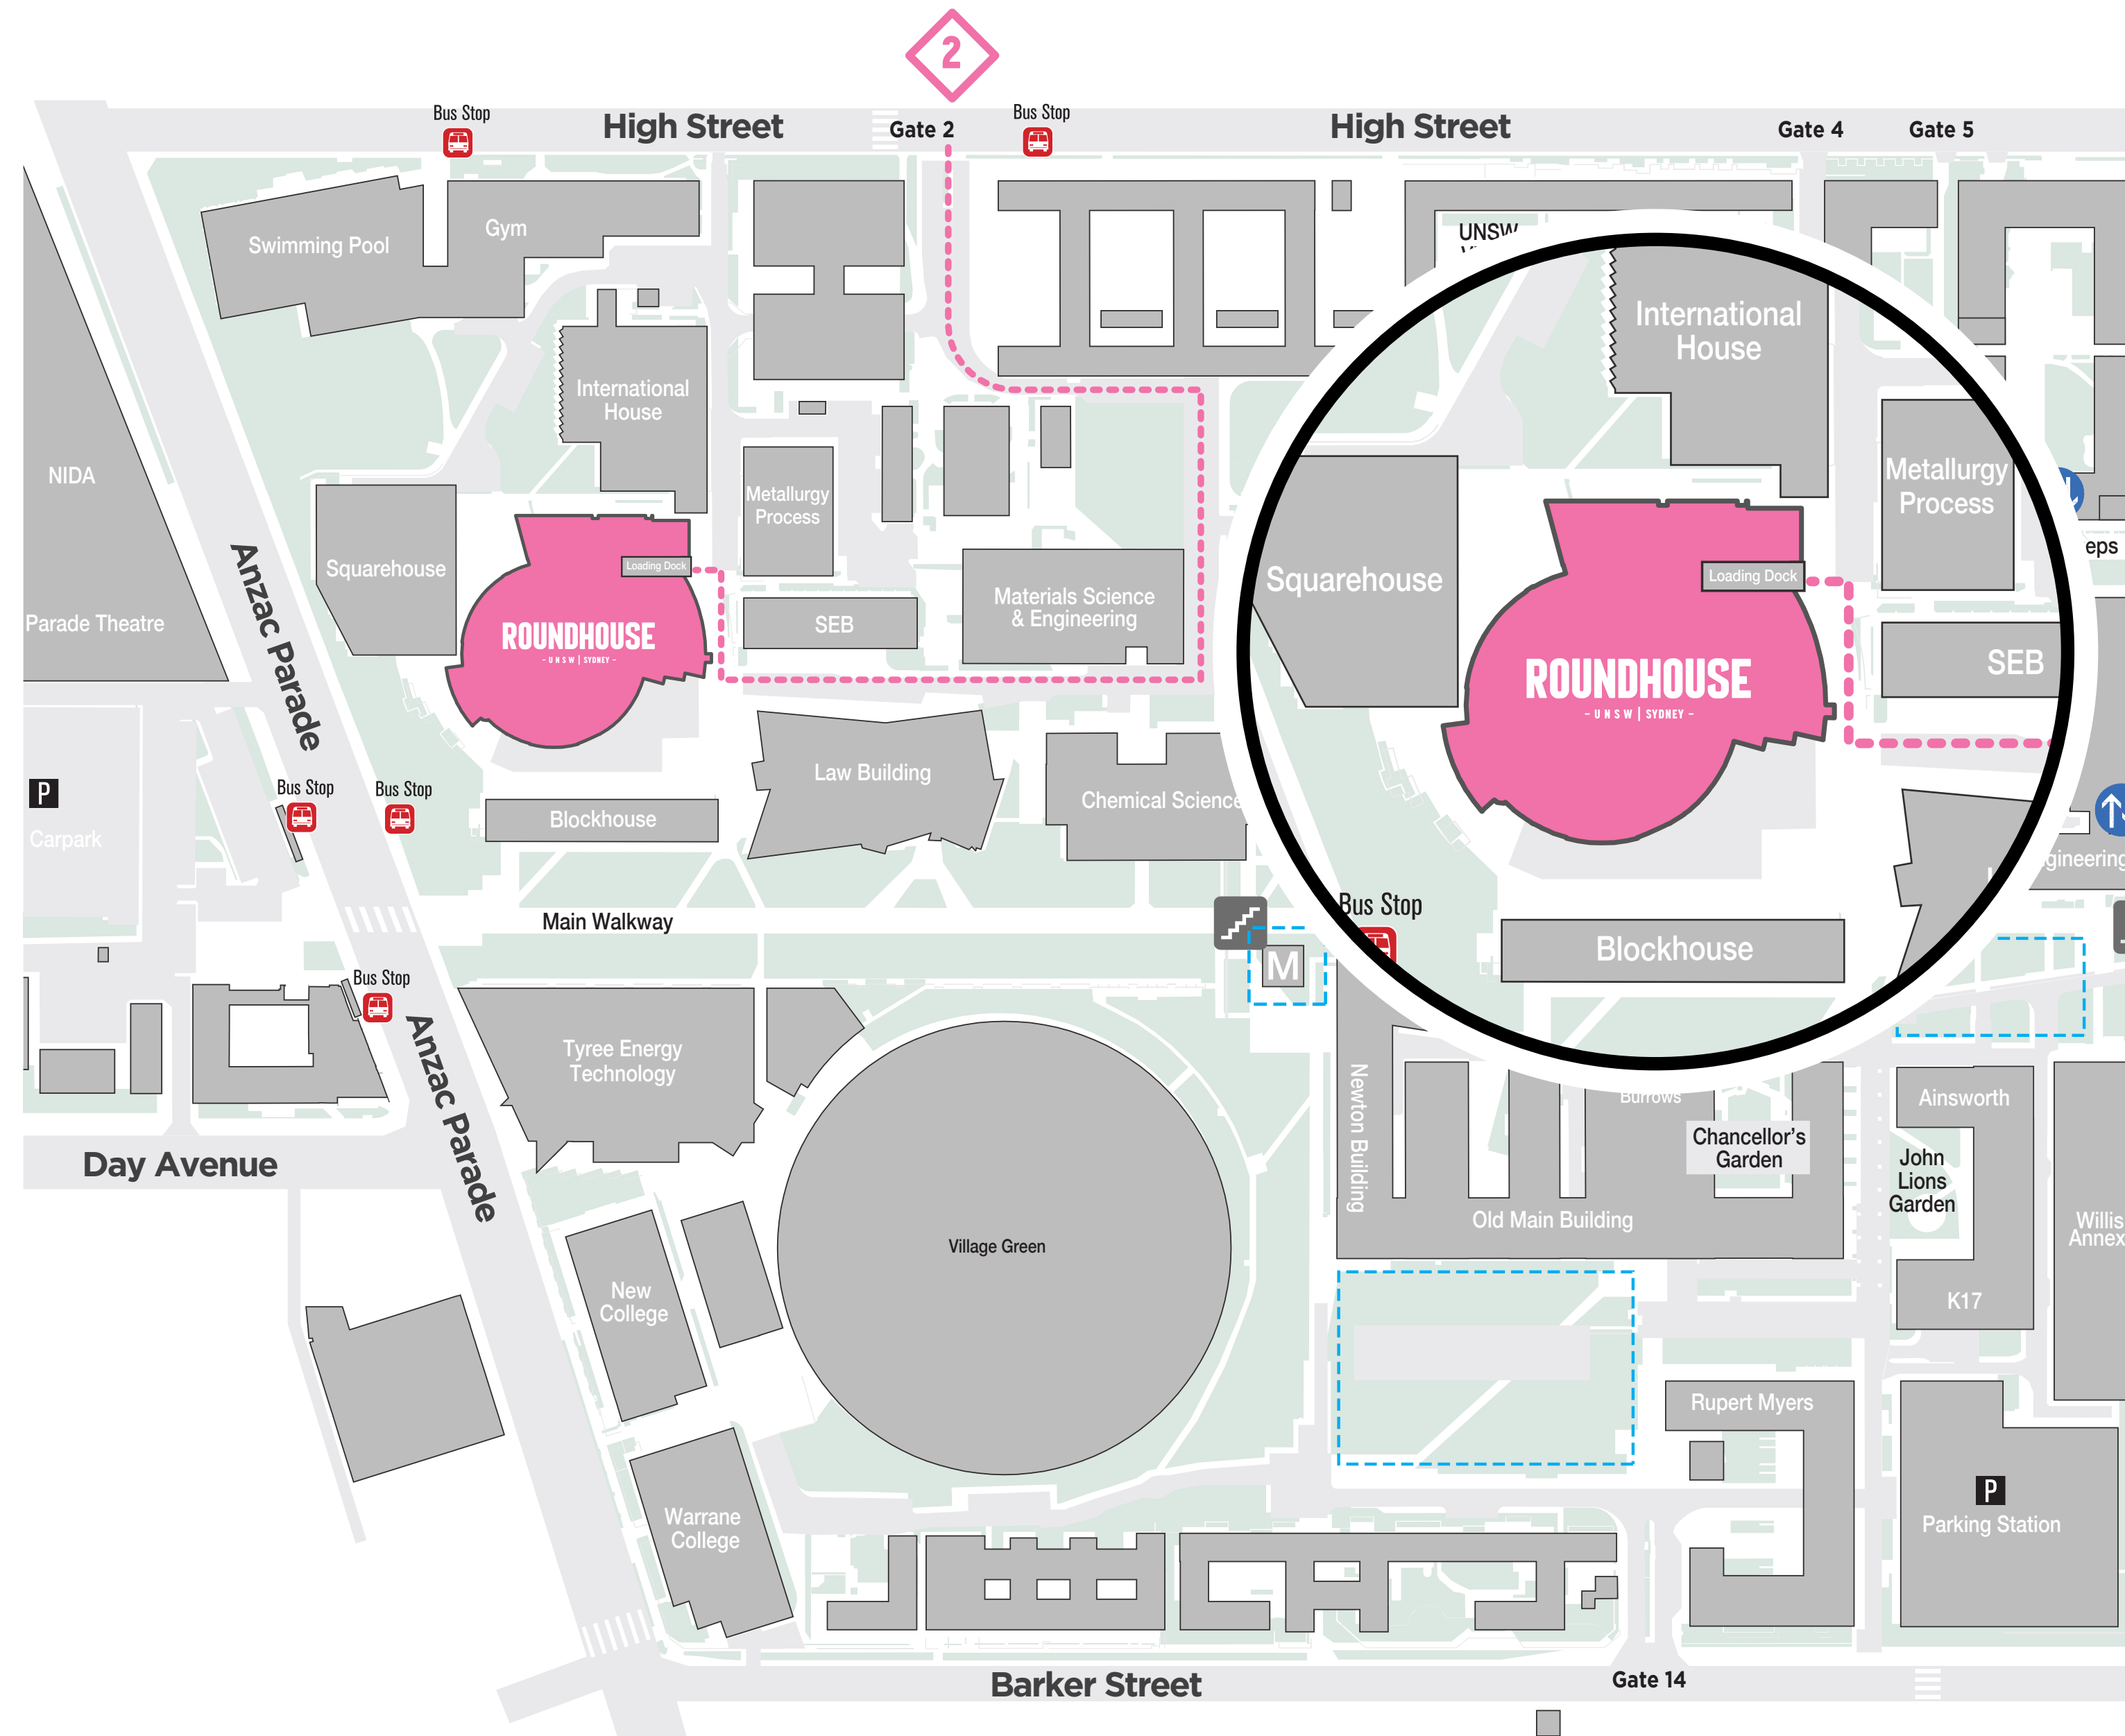 2
Bus Stop
High Street
Gate 2
Bus Stop
High Street
Gate 4
Gate 5
Swimming Pool
Gym
UNSW
International
House
International
House
NIDA
Metallurgy
Process
Metallurgy
Process
eps
Squarehouse
Loading Dock
Squarehouse
Loading Dock
Parade Theatre
Anzac Parade
ROUNDHOUSE
- UNSW | SYDNEY -
SEB
Materials Science
& Engineering
ROUNDHOUSE
- UNSW | SYDNEY -
SEB
P
Carpark
Bus Stop
Bus Stop
Blockhouse
Law Building
Chemical Science
gineering
Bus Stop
Blockhouse
Main Walkway
M
Bus Stop
Anzac Parade
Tyree Energy
Technology
Newton Building
Burrows
Chancellor's
Garden
Ainsworth
John
Lions
Garden
Day Avenue
Old Main Building
Willis
Annex
Village Green
New
College
K17
Rupert Myers
Warrane
College
P
Parking Station
Barker Street
Gate 14